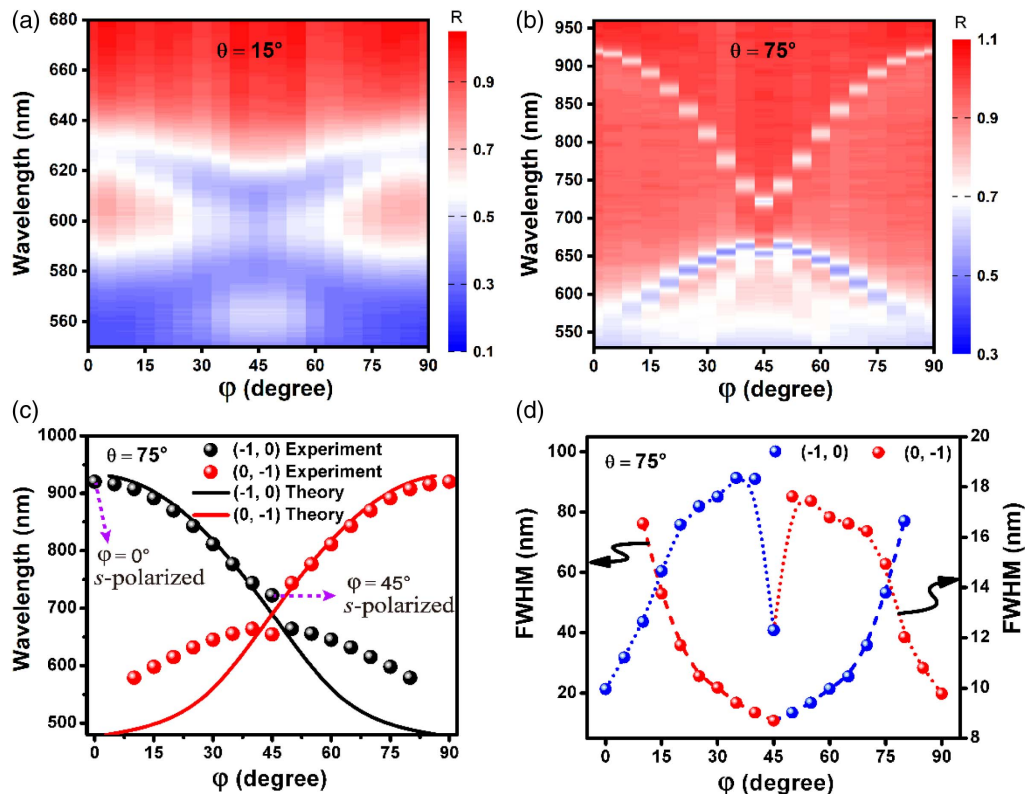 (a)
680
660
640
620
600
580
560
Wavelength (nm)
θ = 15°
0 15 30 45 60 75 90
φ (degree)
R
0.9
0.7
0.5
0.3
0.1
(b)
950
900
850
800
750
700
650
600
550
Wavelength (nm)
θ = 75°
0 15 30 45 60 75 90
φ (degree)
R
1.1
0.9
0.7
0.5
0.3
(c)
1000
900
800
700
600
500
Wavelength (nm)
θ = 75°
(-1, 0) Experiment
(0, -1) Experiment
(-1, 0) Theory
(0, -1) Theory
φ = 0°
s-polarized
φ = 45°
s-polarized
0 15 30 45 60 75 90
φ (degree)
(d)
100
80
60
40
20
FWHM (nm)
θ = 75°
(-1, 0) (0, -1)
20
18
16
14
12
10
8
FWHM (nm)
0 15 30 45 60 75 90
φ (degree)